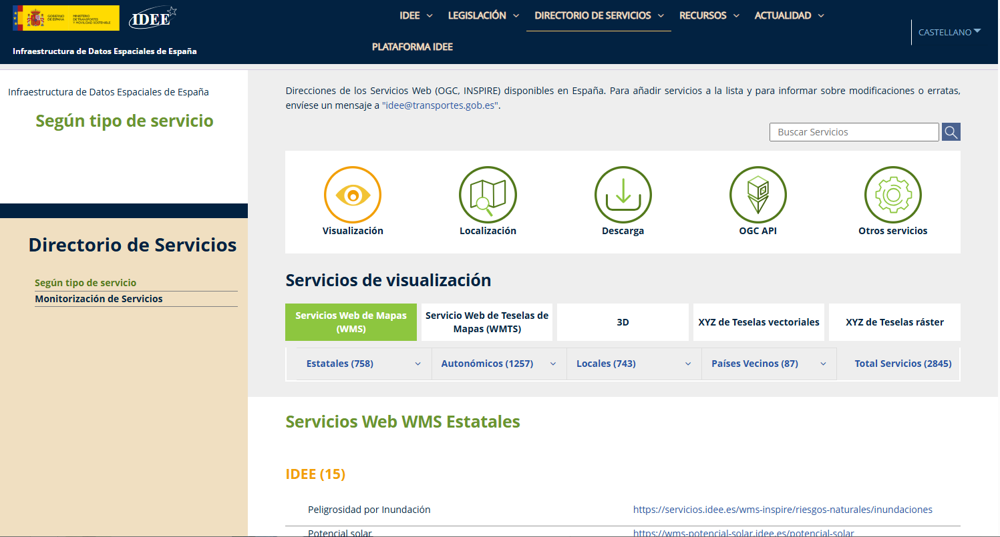 GOBIERNO
DE ESPAÑA
MINISTERIO
DE TRANSPORTES
Y MOVILIDAD SOSTENIBLE
IDEE
Infraestructura de Datos Espaciales de España
IDEE
LEGISLACIÓN
DIRECTORIO DE SERVICIOS
RECURSOS
ACTUALIDAD
PLATAFORMA IDEE
CASTELLANO
Infraestructura de Datos Espaciales de España
Según tipo de servicio
Directorio de Servicios
Según tipo de servicio
Monitorización de Servicios
Direcciones de los Servicios Web (OGC, INSPIRE) disponibles en España. Para añadir servicios a la lista y para informar sobre modificaciones o erratas,
envíese un mensaje a "idee@transportes.gob.es".
Buscar Servicios
Visualización
Localización
Descarga
OGC API
Otros servicios
Servicios de visualización
Servicios Web de Mapas
(WMS)
Servicio Web de Teselas de
Mapas (WMTS)
3D
XYZ de Teselas vectoriales
XYZ de Teselas ráster
Estatales (758)
Autonómicos (1257)
Locales (743)
Países Vecinos (87)
Total Servicios (2845)
Servicios Web WMS Estatales
IDEE (15)
Peligrosidad por Inundación
https://servicios.idee.es/wms-inspire/riesgos-naturales/inundaciones
Potencial solar
https://wms-potencial-solar.idee.es/potencial-solar